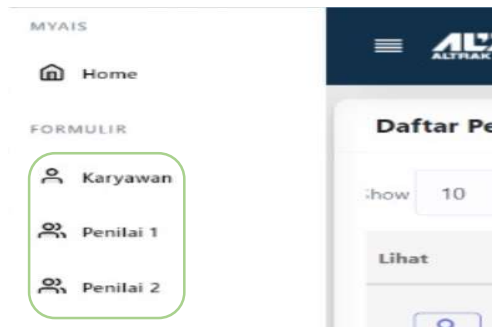 MYAIS
Home
FORMULIR
Karyawan
Penilai 1
Penilai 2
Daftar Pe
how 10
Lihat